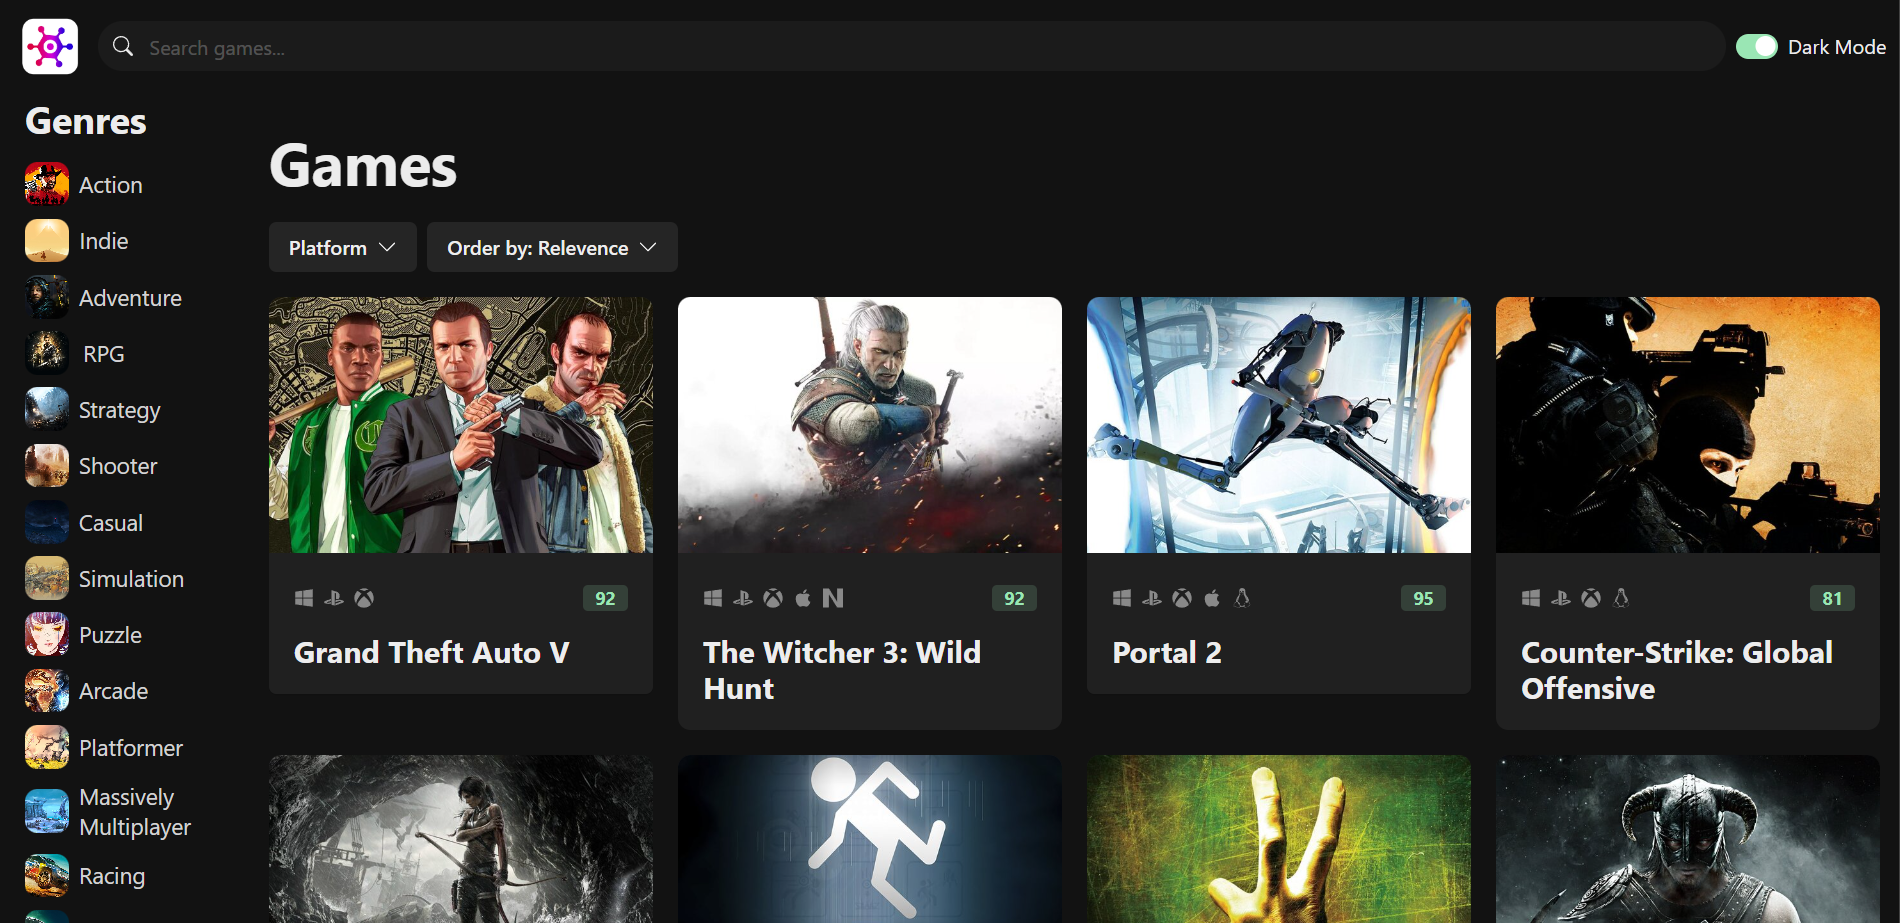 Search games...
Dark Mode
Genres
Action
Indie
Adventure
RPG
Strategy
Shooter
Casual
Simulation
Puzzle
Arcade
Platformer
Massively
Multiplayer
Racing
Games
Platform
Order by: Relevence
92
Grand Theft Auto V
92
The Witcher 3: Wild
Hunt
95
Portal 2
81
Counter-Strike: Global
Offensive